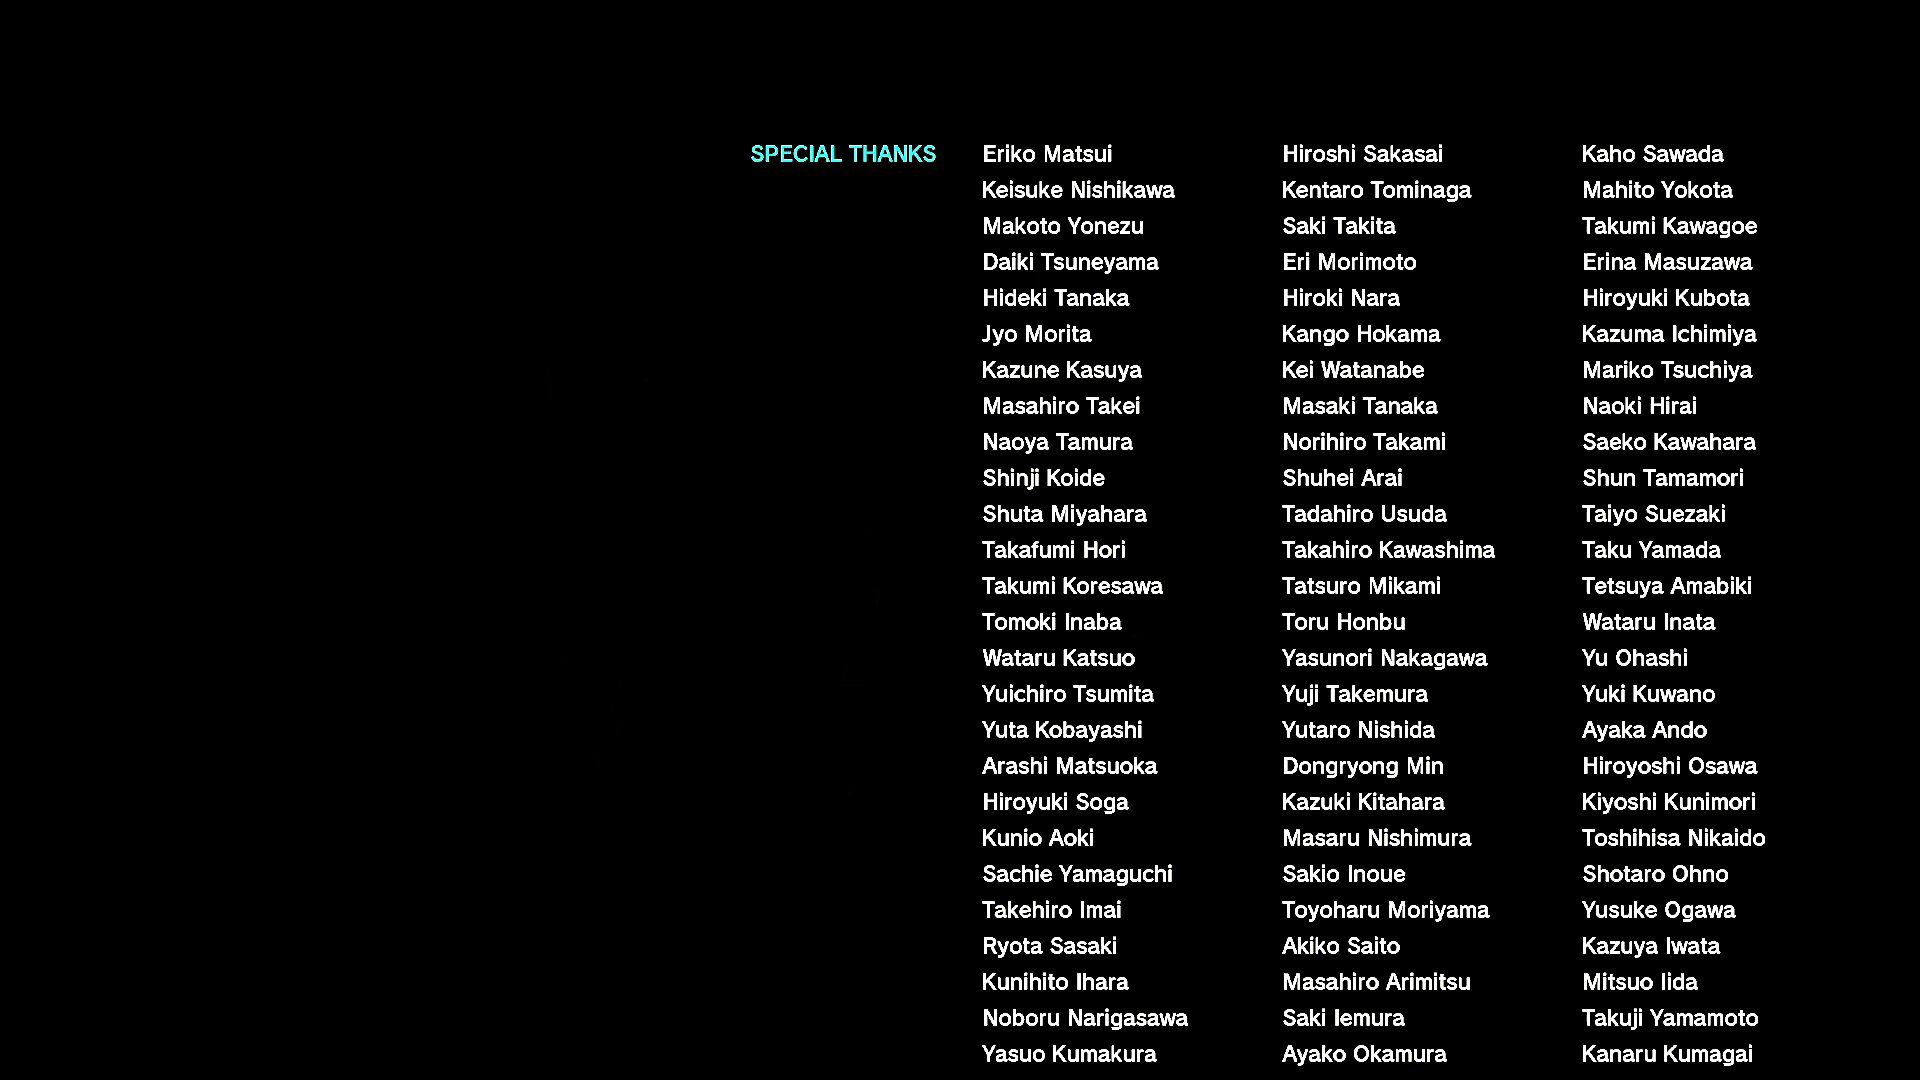 SPECIAL THANKS Eriko Matsui Hiroshi Sakasai Kaho Sawada
Keisuke Nishikawa Kentaro Tominaga Mahito Yokota
Makoto Yonezu Saki Takita Takumi Kawagoe
Daiki Tsuneyama Eri Morimoto Erina Masuzawa
Hideki Tanaka Hiroki Nara Hiroyuki Kubota
Jyo Morita Kango Hokama Kazuma Ichimiya
Kazune Kasuya Kei Watanabe Mariko Tsuchiya
Masahiro Takei Masaki Tanaka Naoki Hirai
Naoya Tamura Norihiro Takami Saeko Kawahara
Shinji Koide Shuhei Arai Shun Tamamori
Shuta Miyahara Tadahiro Usuda Taiyo Suezaki
Takafumi Hori Takahiro Kawashima Taku Yamada
Takumi Koresawa Tatsuro Mikami Tetsuya Amabiki
Tomoki Inaba Toru Honbu Wataru Inata
Wataru Katsuo Yasunori Nakagawa Yu Ohashi
Yuichiro Tsumita Yuji Takemura Yuki Kuwano
Yuta Kobayashi Yutaro Nishida Ayaka Ando
Arashi Matsuoka Dongryong Min Hiroyoshi Osawa
Hiroyuki Soga Kazuki Kitahara Kiyoshi Kunimori
Kunio Aoki Masaru Nishimura Toshihisa Nikaido
Sachie Yamaguchi Sakio Inoue Shotaro Ohno
Takehiro Imai Toyoharu Moriyama Yusuke Ogawa
Ryota Sasaki Akiko Saito Kazuya Iwata
Kunihito Ihara Masahiro Arimitsu Mitsuo Iida
Noboru Narigasawa Saki Iemura Takuji Yamamoto
Yasuo Kumakura Ayako Okamura Kanaru Kumagai